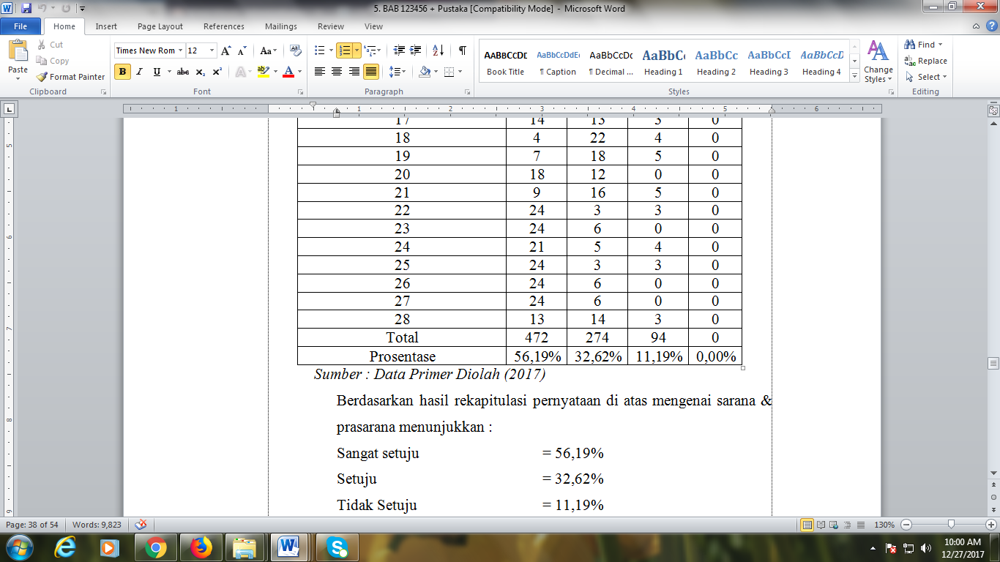 5. BAB 123456 + Pustaka [Compatibility Mode] - Microsoft Word
File Home Insert Page Layout References Mailings Review View
Paste
Cut
Copy
Format Painter
Clipboard
Times New Rom 12
Font
Paragraph
AABBCCDD AaBbCcDdEe AaBbCcDc AaBbC AaBbCc AaBbCcD AaBbCcD
Book Title ¶ Caption ¶ Decimal ... Heading 1 Heading 2 Heading 3 Heading 4
Change Styles
Styles
Find
Replace
Select
Editing
17 14 13 3 0
18 4 22 4 0
19 7 18 5 0
20 18 12 0 0
21 9 16 5 0
22 24 3 3 0
23 24 6 0 0
24 21 5 4 0
25 24 3 3 0
26 24 6 0 0
27 24 6 0 0
28 13 14 3 0
Total 472 274 94 0
Prosentase 56,19% 32,62% 11,19% 0,00%
Sumber : Data Primer Diolah (2017)
Berdasarkan hasil rekapitulasi pernyataan di atas mengenai sarana &
prasarana menunjukkan :
Sangat setuju = 56,19%
Setuju = 32,62%
Tidak Setuju = 11,19%
Page: 38 of 54 Words: 9,823 130%
10:00 AM
12/27/2017